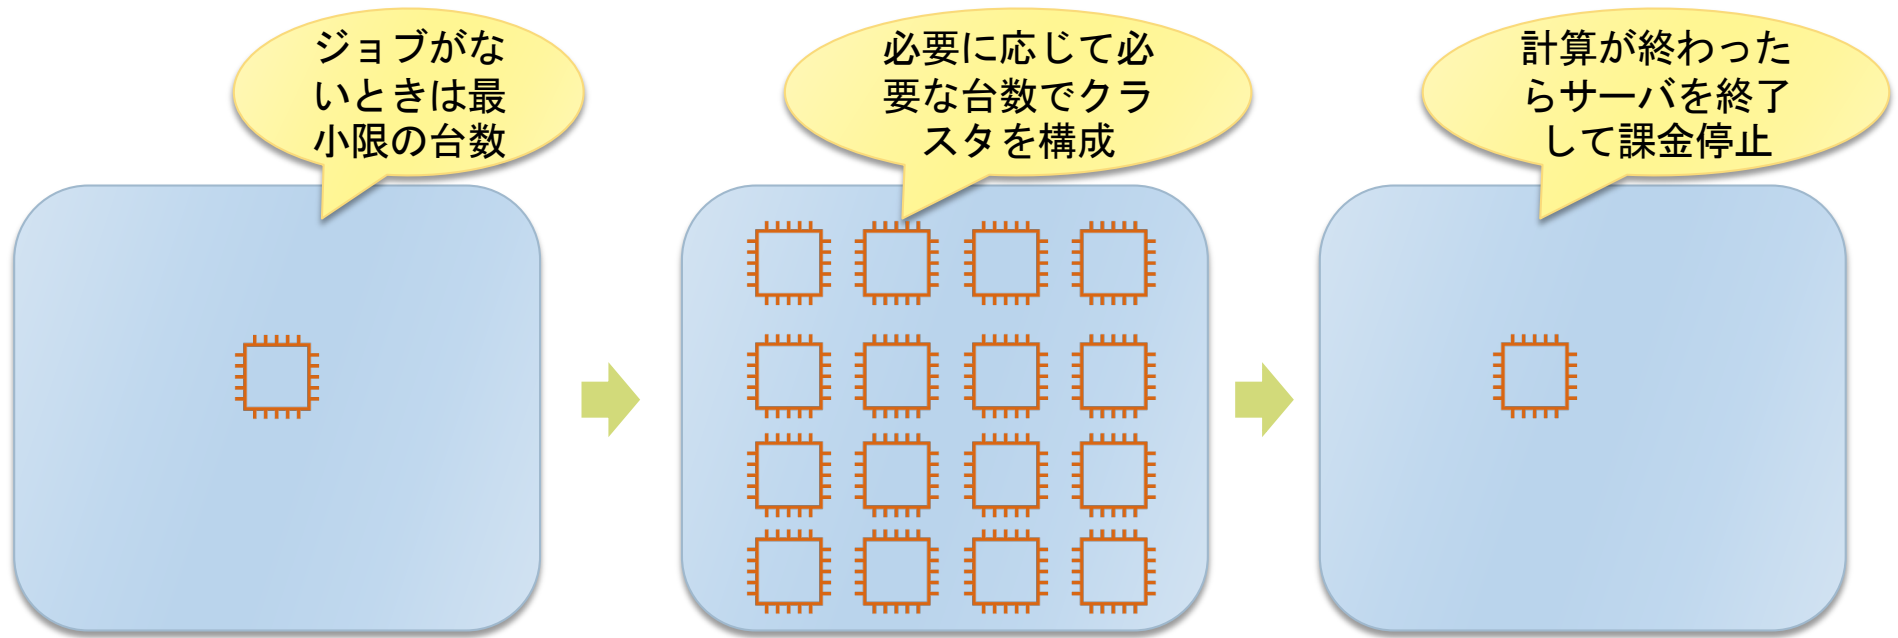 ジョブがな
いときは最
小限の台数
必要に応じて必
要な台数でクラ
スタを構成
計算が終わった
らサーバを終了
して課金停止